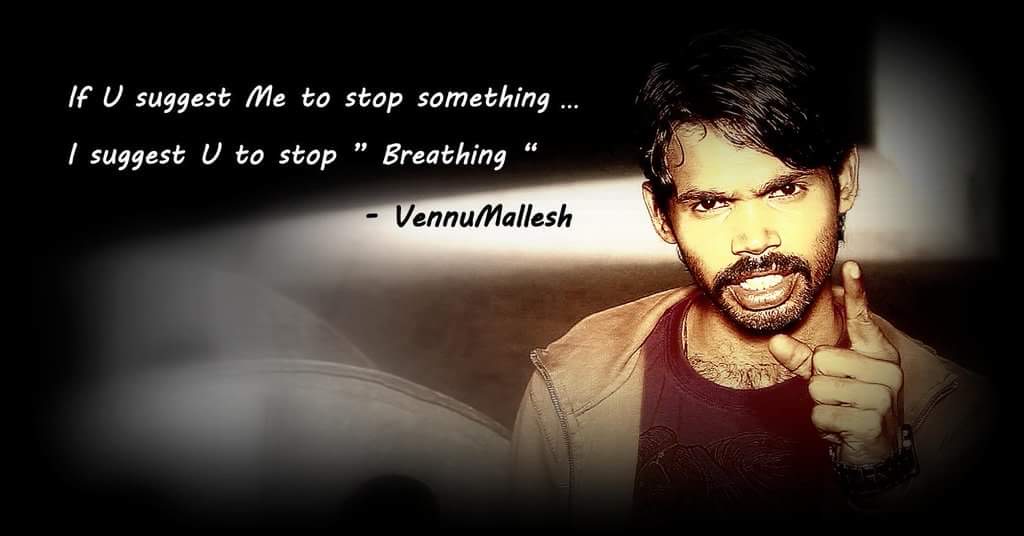 If U suggest Me to stop something ...
I suggest U to stop ” Breathing “
- VennuMallesh